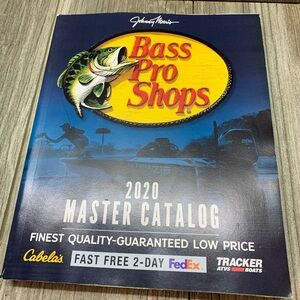 Johnny Morris
Bass
Pro
Shops
2020
MASTER CATALOG
FINEST QUALITY-GUARANTEED LOW PRICE
Cabela's FAST FREE 2-DAY FedEx TRACKER
ATVS BOATS